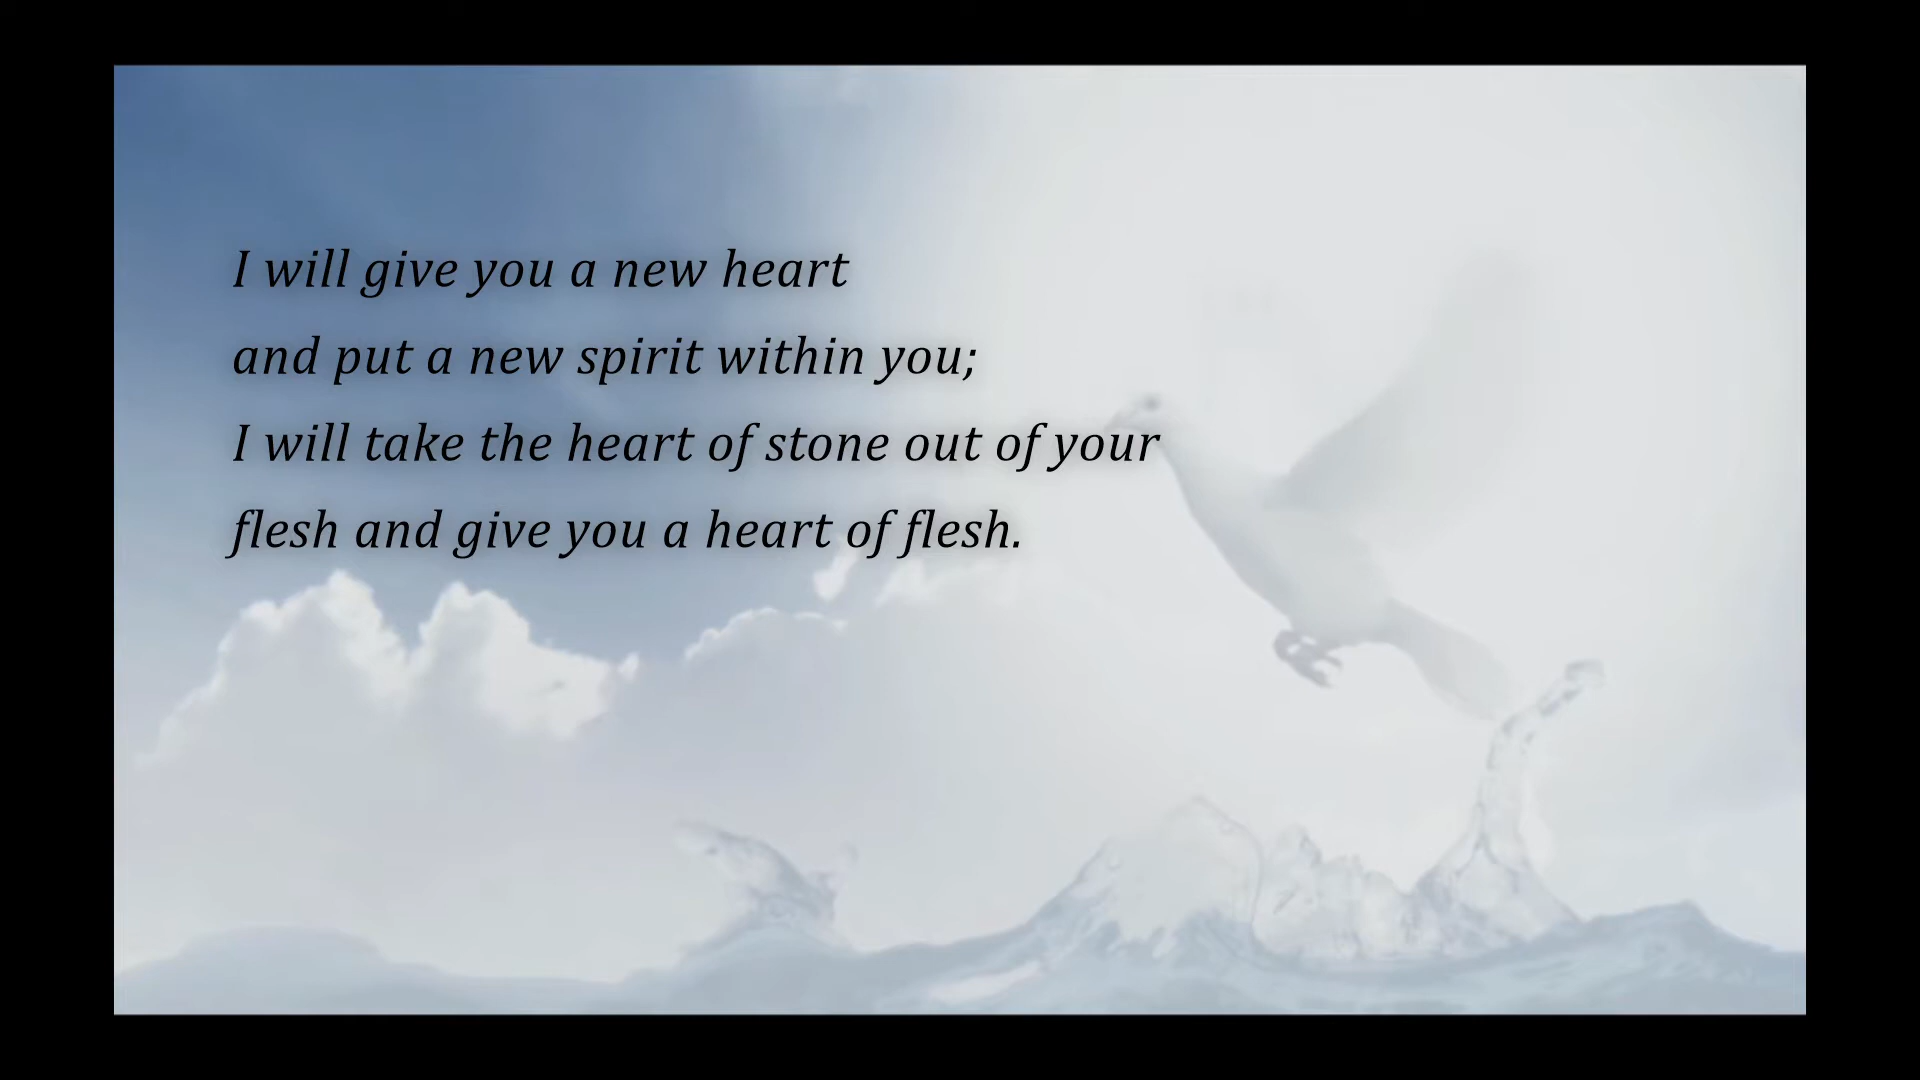 I will give you a new heart
and put a new spirit within you;
I will take the heart of stone out of your
flesh and give you a heart of flesh.